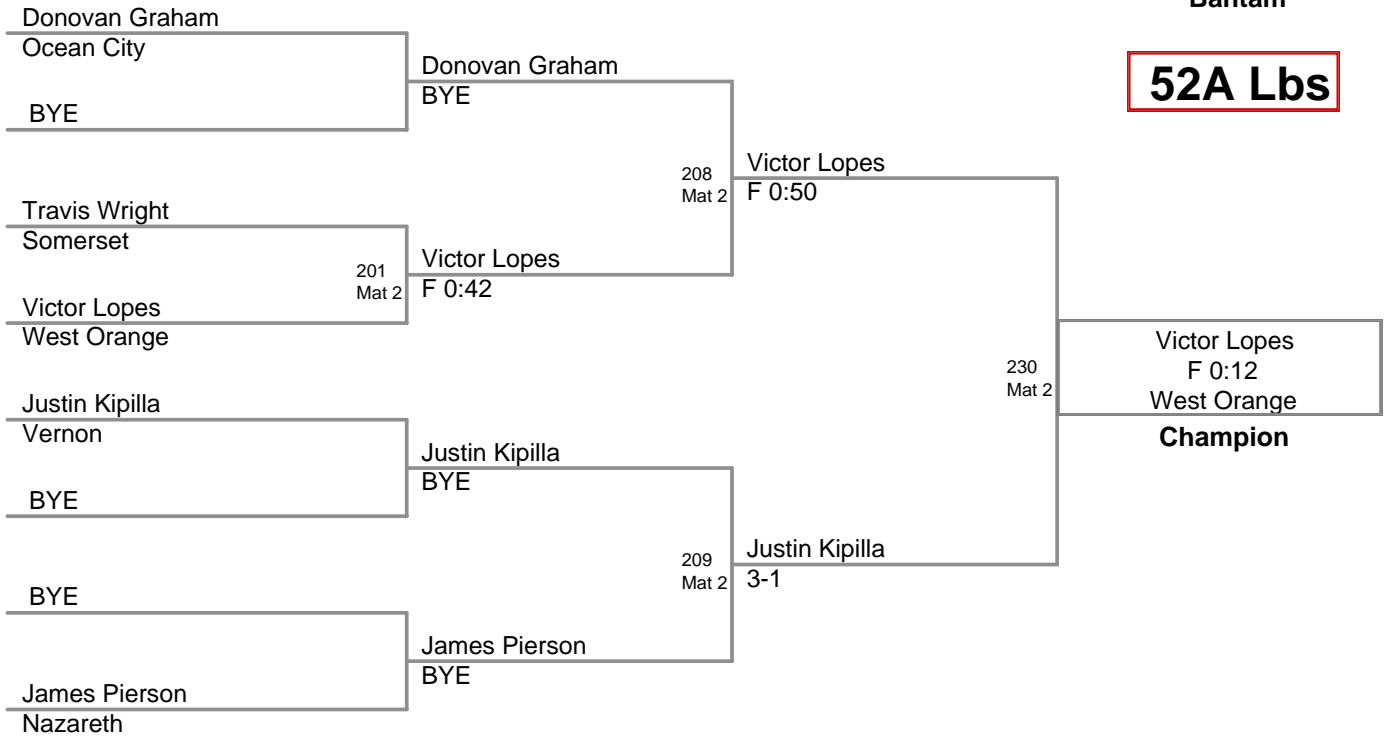 Bantam
52A Lbs
Donovan Graham
Ocean City
BYE
Travis Wright
Somerset
Victor Lopes
West Orange
Justin Kipilla
Vernon
BYE
BYE
James Pierson
Nazareth
201
Mat 2
Donovan Graham
BYE
Victor Lopes
F 0:42
Justin Kipilla
BYE
James Pierson
BYE
208
Mat 2
209
Mat 2
Victor Lopes
F 0:50
Justin Kipilla
3-1
230
Mat 2
Victor Lopes
F 0:12
West Orange
Champion